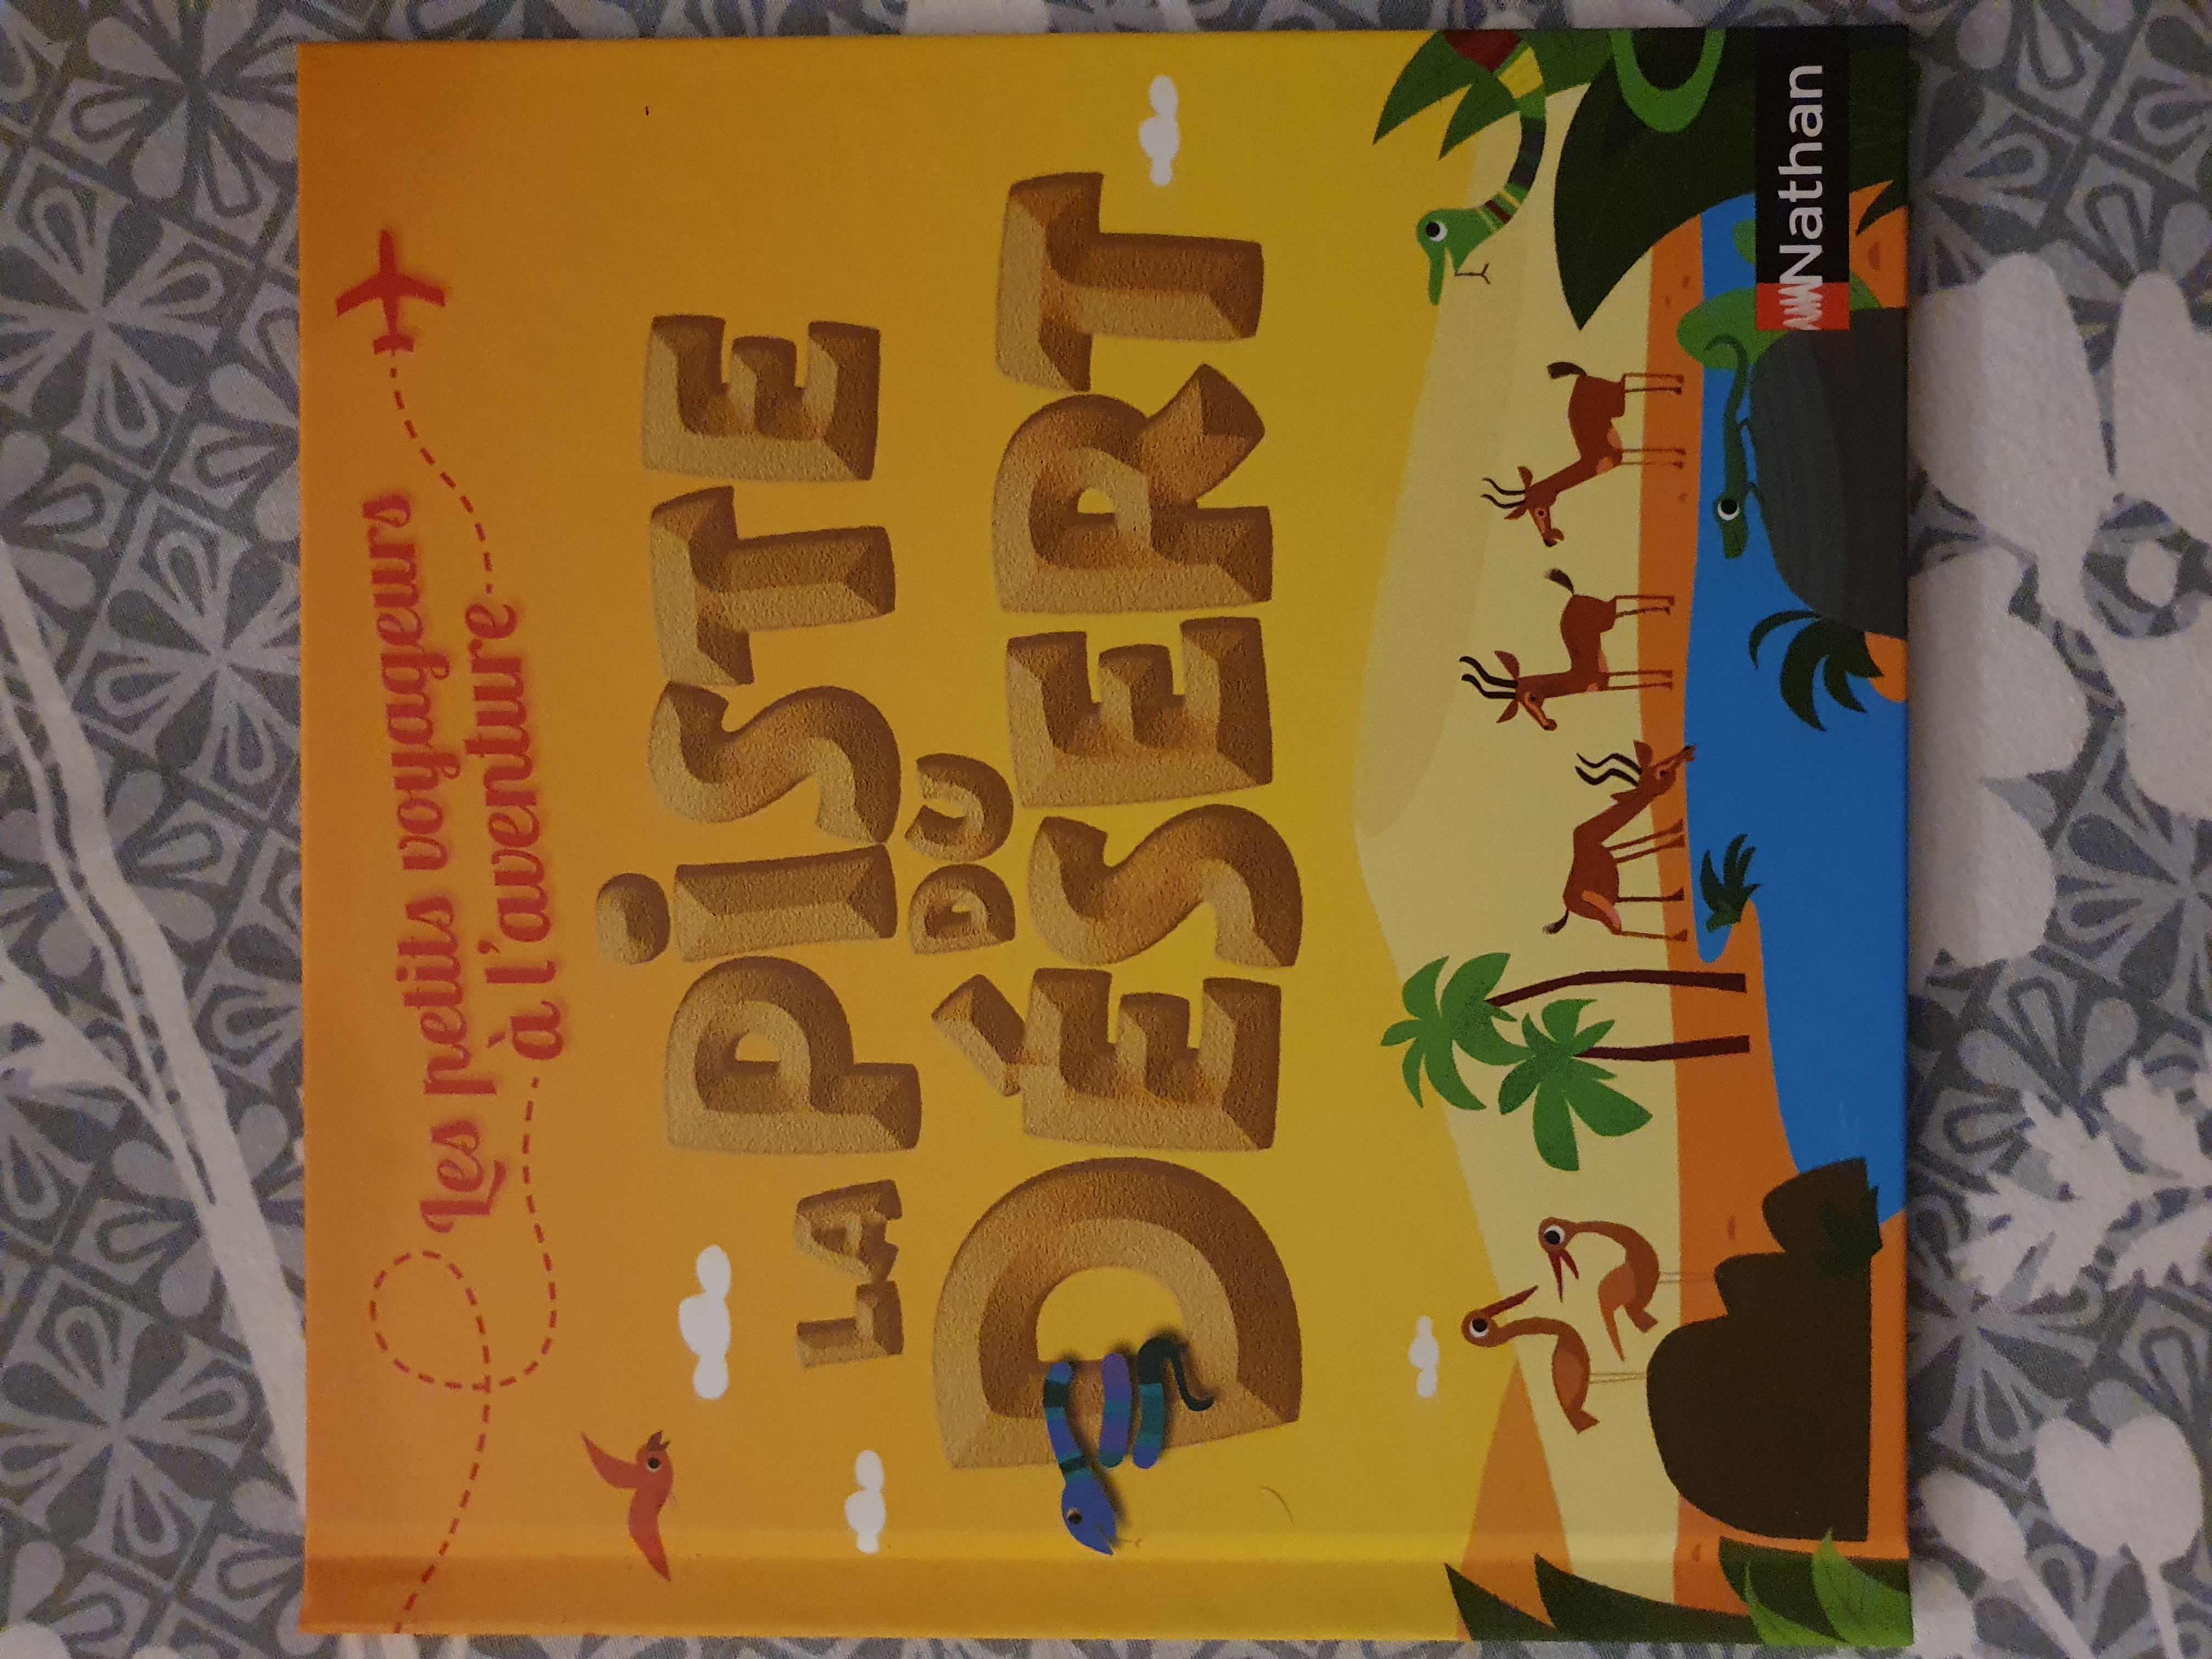 Les petits voyageurs
à l'aventure
LA PISTE
DU
DÉSERT
Nathan